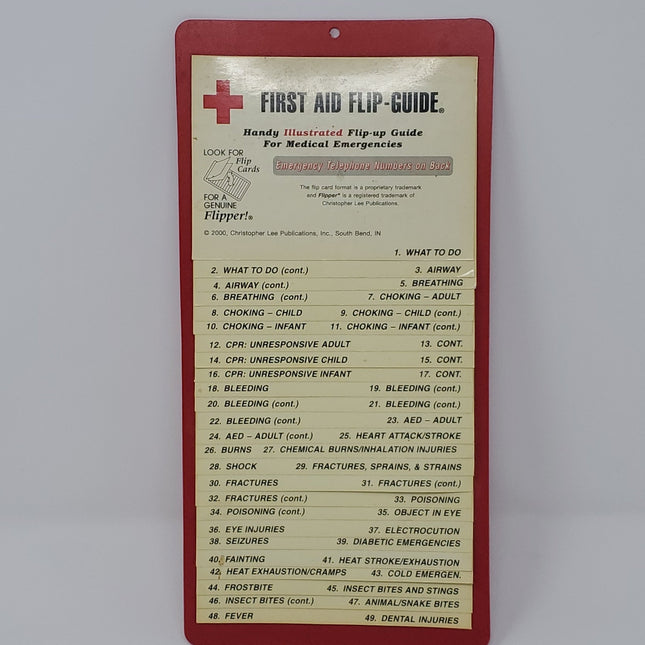 FIRST AID FLIP-GUIDE®
Handy Illustrated Flip-up Guide
For Medical Emergencies
LOOK FOR
Flip
Cards
FOR A
GENUINE
Flipper!®
Emergency Telephone Numbers on Back
The flip card format is a proprietary trademark
and Flipper® is a registered trademark of
Christopher Lee Publications.
© 2000, Christopher Lee Publications, Inc., South Bend, IN
1. WHAT TO DO
2. WHAT TO DO (cont.) 3. AIRWAY
4. AIRWAY (cont.) 5. BREATHING
6. BREATHING (cont.) 7. CHOKING – ADULT
8. CHOKING – CHILD 9. CHOKING – CHILD (cont.)
10. CHOKING – INFANT 11. CHOKING – INFANT (cont.)
12. CPR: UNRESPONSIVE ADULT 13. CONT.
14. CPR: UNRESPONSIVE CHILD 15. CONT.
16. CPR: UNRESPONSIVE INFANT 17. CONT.
18. BLEEDING 19. BLEEDING (cont.)
20. BLEEDING (cont.) 21. BLEEDING (cont.)
22. BLEEDING (cont.) 23. AED – ADULT
24. AED – ADULT (cont.) 25. HEART ATTACK/STROKE
26. BURNS 27. CHEMICAL BURNS/INHALATION INJURIES
28. SHOCK 29. FRACTURES, SPRAINS, & STRAINS
30. FRACTURES 31. FRACTURES (cont.)
32. FRACTURES (cont.) 33. POISONING
34. POISONING (cont.) 35. OBJECT IN EYE
36. EYE INJURIES 37. ELECTROCUTION
38. SEIZURES 39. DIABETIC EMERGENCIES
40. FAINTING 41. HEAT STROKE/EXHAUSTION
42. HEAT EXHAUSTION/CRAMPS 43. COLD EMERGEN.
44. FROSTBITE 45. INSECT BITES AND STINGS
46. INSECT BITES (cont.) 47. ANIMAL/SNAKE BITES
48. FEVER 49. DENTAL INJURIES